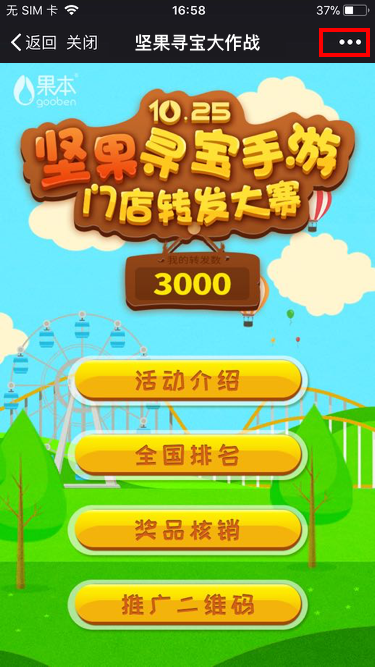 无 SIM 卡 16:58 37%
返回 关闭 坚果寻宝大作战
果本
gooben
10.25
坚果寻宝手游
门店转发大赛
我的转发数
3000
活动介绍
全国排名
奖品核销
推广二维码